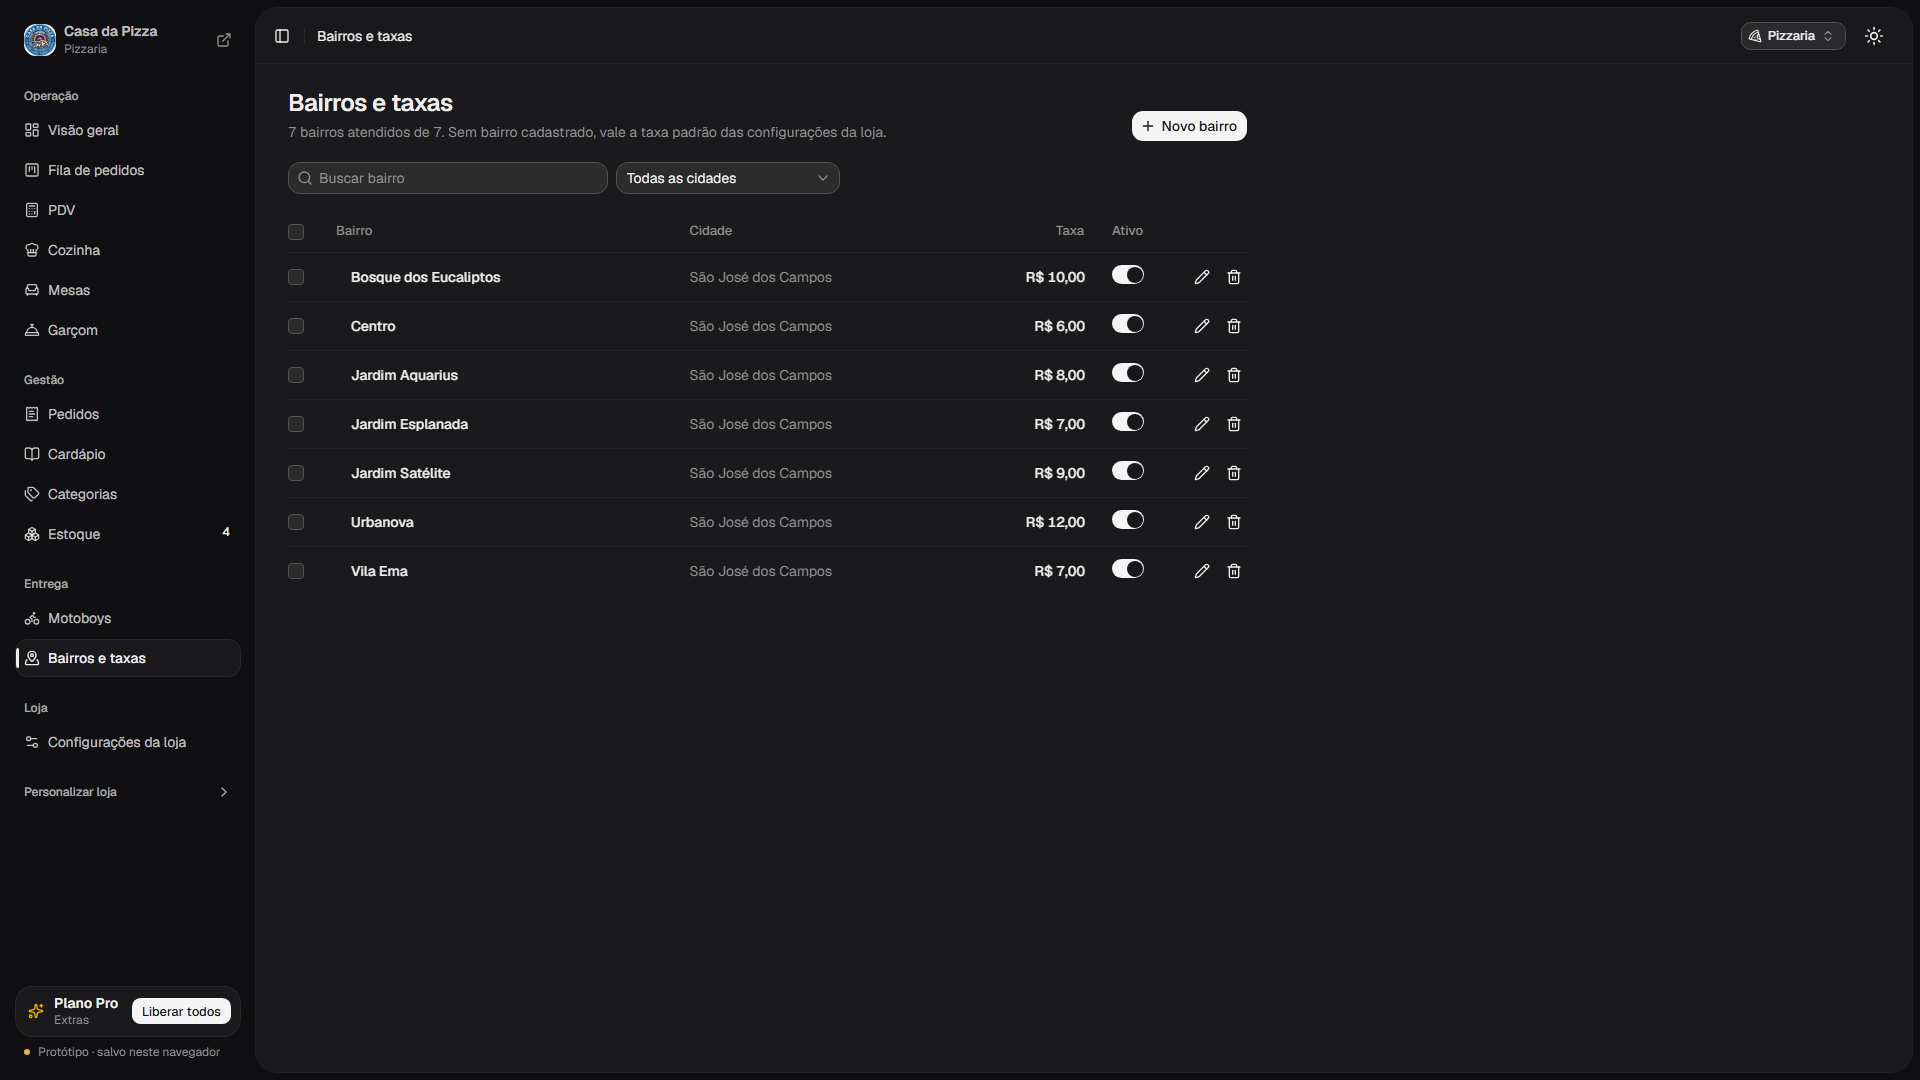 Casa da Pizza
Pizzaria
Operação
Visão geral
Fila de pedidos
PDV
Cozinha
Mesas
Garçom
Gestão
Pedidos
Cardápio
Categorias
Estoque 4
Entrega
Motoboys
Bairros e taxas
Loja
Configurações da loja
Personalizar loja
Plano Pro
Extras
Liberar todos
Protótipo · salvo neste navegador
Bairros e taxas
Pizzaria
Bairros e taxas
7 bairros atendidos de 7. Sem bairro cadastrado, vale a taxa padrão das configurações da loja.
Novo bairro
Buscar bairro
Todas as cidades
Bairro Cidade Taxa Ativo
Bosque dos Eucaliptos São José dos Campos R$ 10,00
Centro São José dos Campos R$ 6,00
Jardim Aquarius São José dos Campos R$ 8,00
Jardim Esplanada São José dos Campos R$ 7,00
Jardim Satélite São José dos Campos R$ 9,00
Urbanova São José dos Campos R$ 12,00
Vila Ema São José dos Campos R$ 7,00